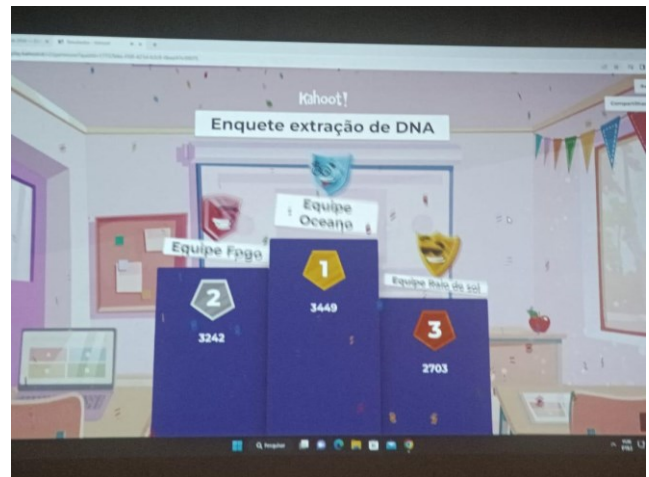 Kahoot!
Enquete extração de DNA
Equipe
Oceano
Equipe Fogo
Equipe Raio de sol
1
3449
2
3242
3
2703